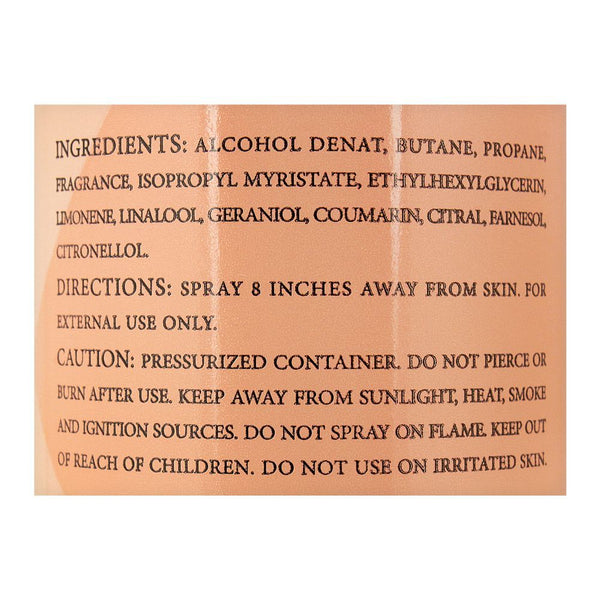 INGREDIENTS: ALCOHOL DENAT, BUTANE, PROPANE,
FRAGRANCE, ISOPROPYL MYRISTATE, ETHYLHEXYLGLYCERIN,
LIMONENE, LINALOOL, GERANIOL, COUMARIN, CITRAL, FARNESOL,
CITRONELLOL.
DIRECTIONS: SPRAY 8 INCHES AWAY FROM SKIN. FOR
EXTERNAL USE ONLY.
CAUTION: PRESSURIZED CONTAINER. DO NOT PIERCE OR
BURN AFTER USE. KEEP AWAY FROM SUNLIGHT, HEAT, SMOKE
AND IGNITION SOURCES. DO NOT SPRAY ON FLAME. KEEP OUT
OF REACH OF CHILDREN. DO NOT USE ON IRRITATED SKIN.